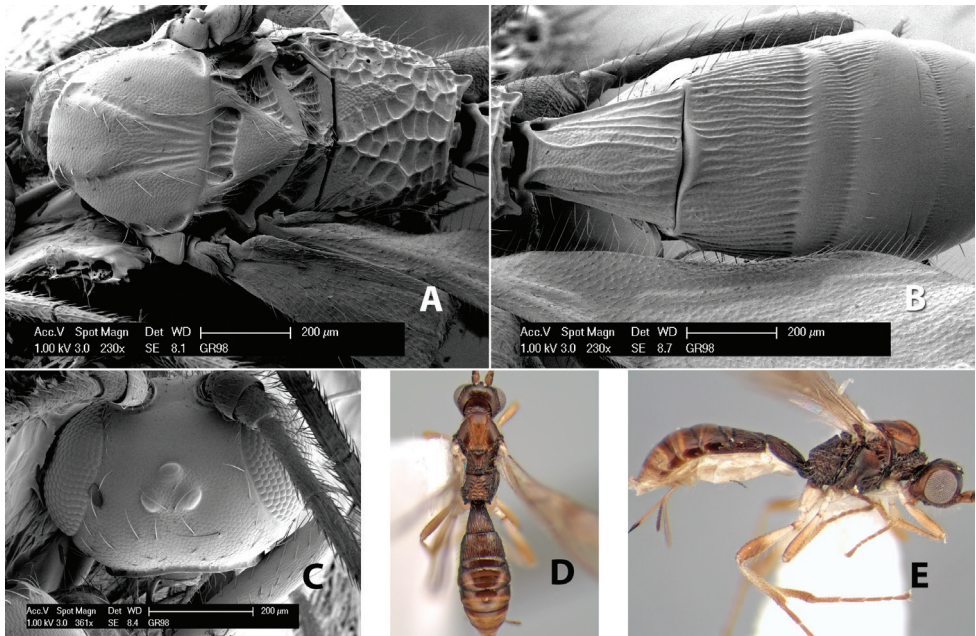 A
Acc.V Spot Magn Det WD 200 µm
1.00 kV 3.0 230x SE 8.1 GR98
B
Acc.V Spot Magn Det WD 200 µm
1.00 kV 3.0 230x SE 8.7 GR98
C
Acc.V Spot Magn Det WD 200 µm
1.00 kV 3.0 361x SE 8.4 GR98
D
E